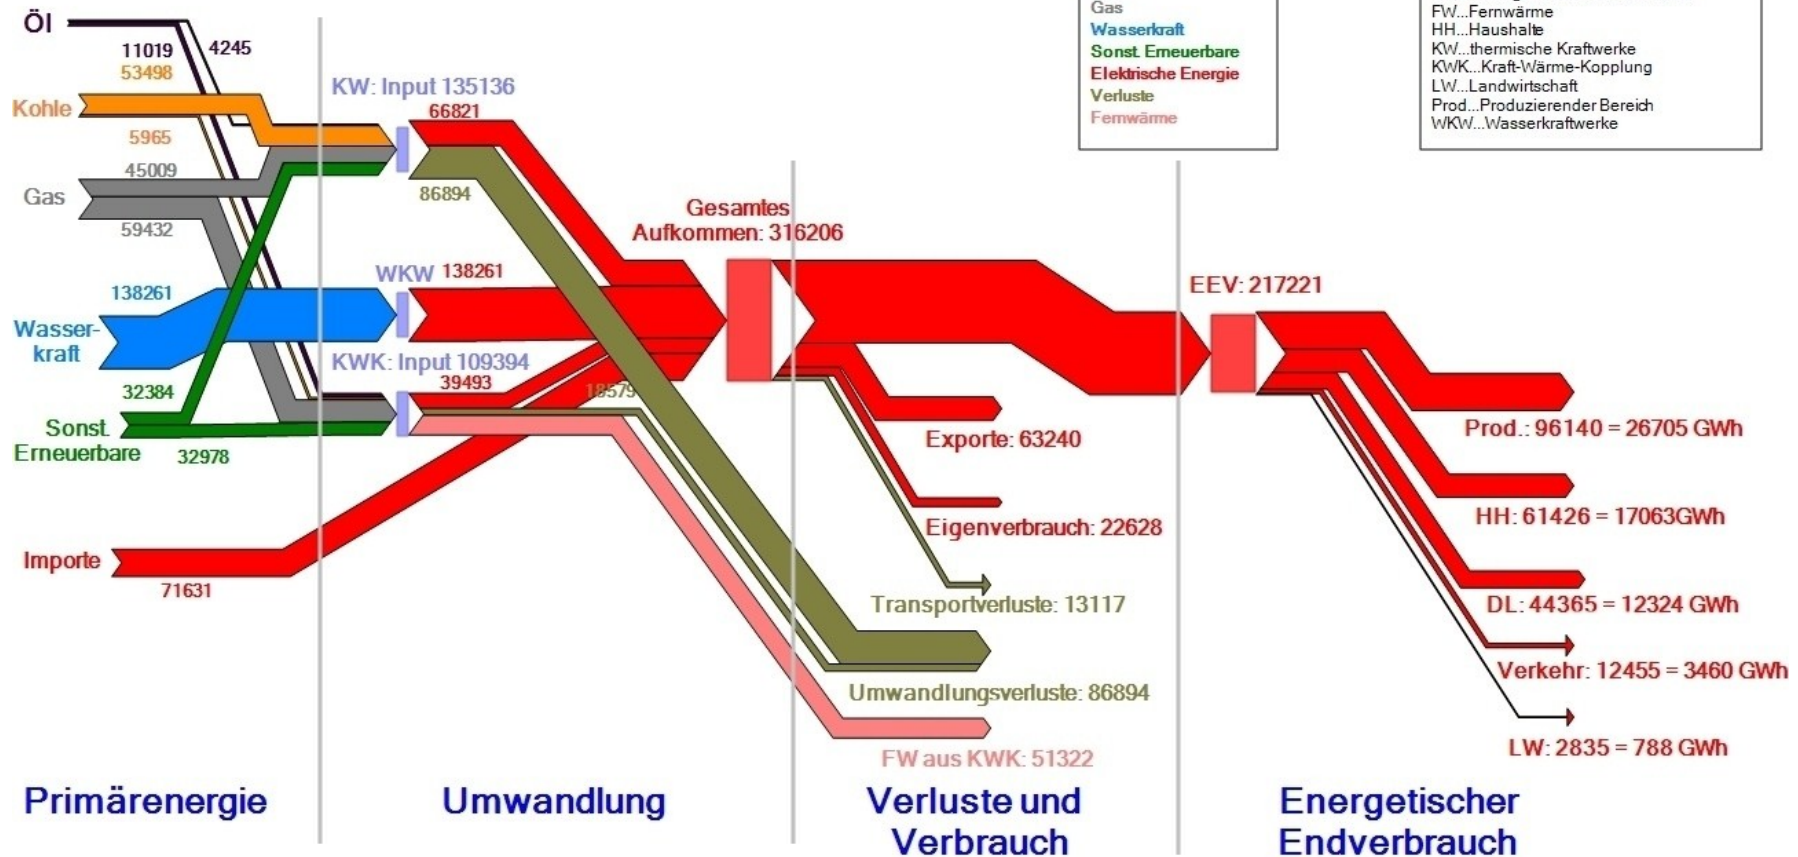 Öl
11019
4245
53498
Kohle
5965
45009
Gas
59432
138261
Wasser-
kraft
32384
Sonst.
Erneuerbare
32978
Importe
71631
KW: Input 135136
66821
86894
WKW 138261
KWK: Input 109394
39493
18579
Gesamtes
Aufkommen: 316206
Exporte: 63240
Eigenverbrauch: 22628
Transportverluste: 13117
Umwandlungsverluste: 86894
FW aus KWK: 51322
EEV: 217221
Prod.: 96140 = 26705 GWh
HH: 61426 = 17063GWh
DL: 44365 = 12324 GWh
Verkehr: 12455 = 3460 GWh
LW: 2835 = 788 GWh
Gas
Wasserkraft
Sonst. Erneuerbare
Elektrische Energie
Verluste
Fernwärme
FW...Fernwärme
HH...Haushalte
KW...thermische Kraftwerke
KWK...Kraft-Wärme-Kopplung
LW...Landwirtschaft
Prod...Produzierender Bereich
WKW...Wasserkraftwerke
Primärenergie
Umwandlung
Verluste und
Verbrauch
Energetischer
Endverbrauch